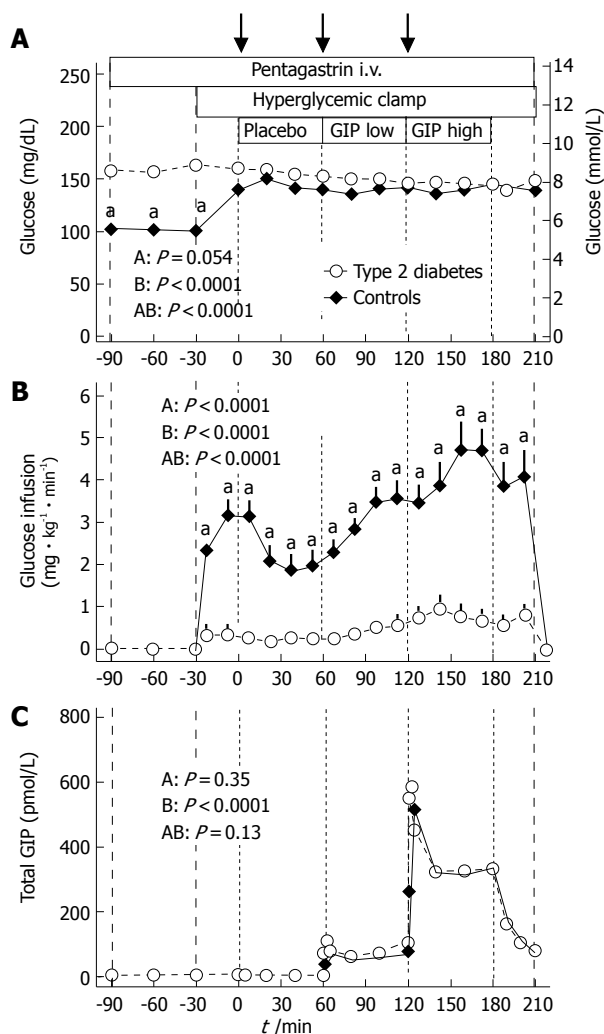 A
250
200
150
100
50
0
Glucose (mg/dL)
14
12
10
8
6
4
2
0
Glucose (mmol/L)
Pentagastrin i.v.
Hyperglycemic clamp
Placebo GIP low GIP high
a a a
A: P = 0.054
B: P < 0.0001
AB: P < 0.0001
Type 2 diabetes
Controls
-90 -60 -30 0 30 60 90 120 150 180 210
B
6
5
4
3
2
1
0
Glucose infusion
(mg • kg-1 • min-1)
A: P < 0.0001
B: P < 0.0001
AB: P < 0.0001
a a a a a a a a a a a a a a a a
-90 -60 -30 0 30 60 90 120 150 180 210
C
800
600
400
200
0
Total GIP (pmol/L)
A: P = 0.35
B: P < 0.0001
AB: P = 0.13
-90 -60 -30 0 30 60 90 120 150 180 210
t /min